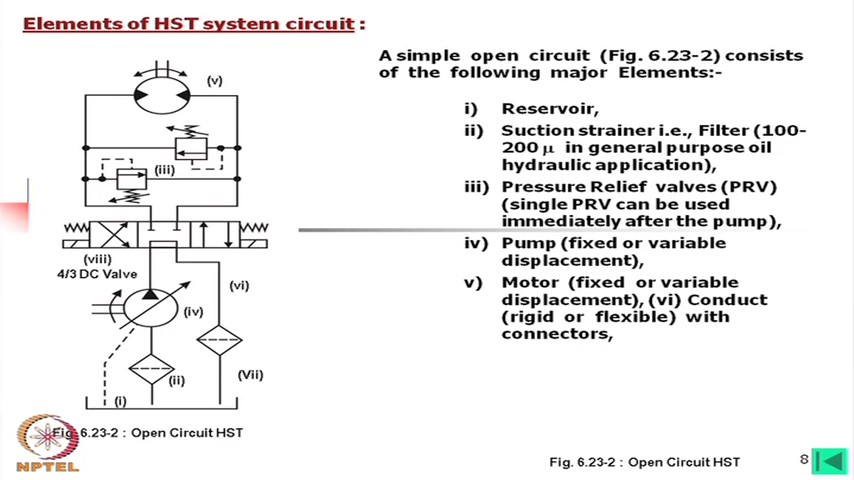 Elements of HST system circuit :
A simple open circuit (Fig. 6.23-2) consists
of the following major Elements:-
i) Reservoir,
ii) Suction strainer i.e., Filter (100-
200 μ in general purpose oil
hydraulic application),
iii) Pressure Relief valves (PRV)
(single PRV can be used
immediately after the pump),
iv) Pump (fixed or variable
displacement),
v) Motor (fixed or variable
displacement), (vi) Conduct
(rigid or flexible) with
connectors,
(v)
(iii)
(viii)
4/3 DC Valve
(vi)
(iv)
(ii)
(Vii)
(i)
Fig. 6.23-2 : Open Circuit HST
NPTEL
Fig. 6.23-2 : Open Circuit HST
8